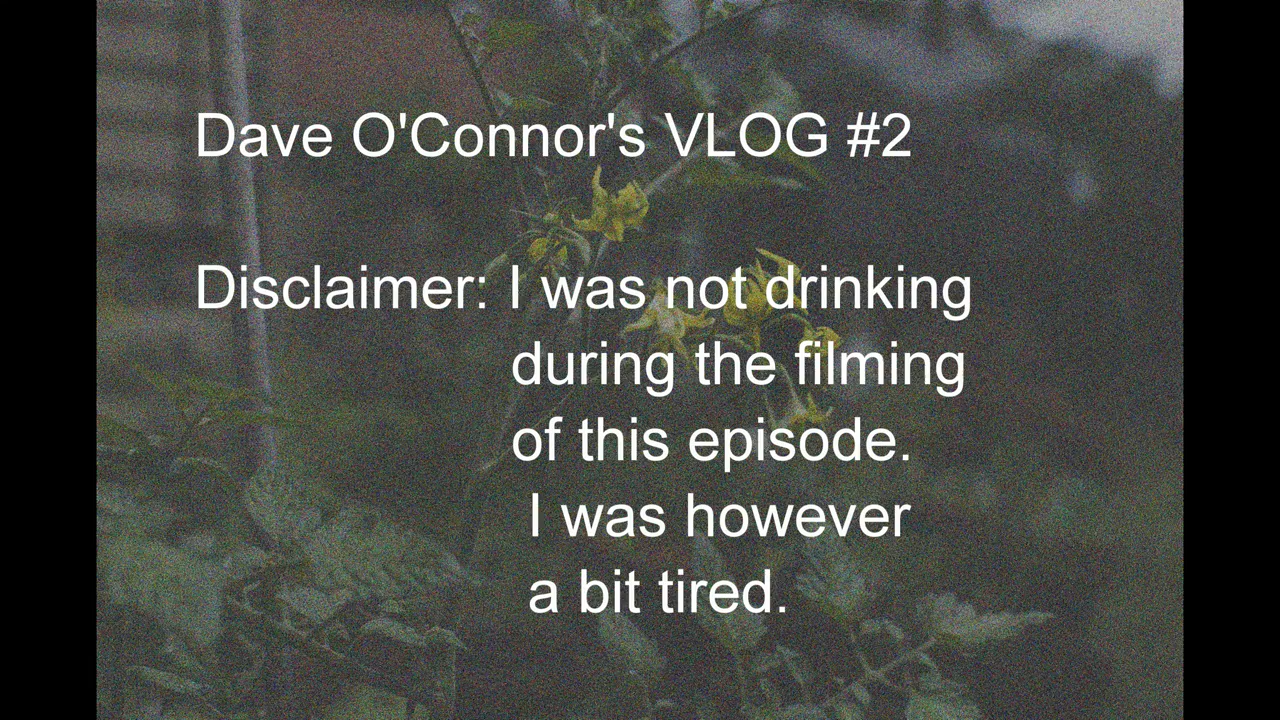 Dave O'Connor's VLOG #2
Disclaimer: I was not drinking
during the filming
of this episode.
I was however
a bit tired.